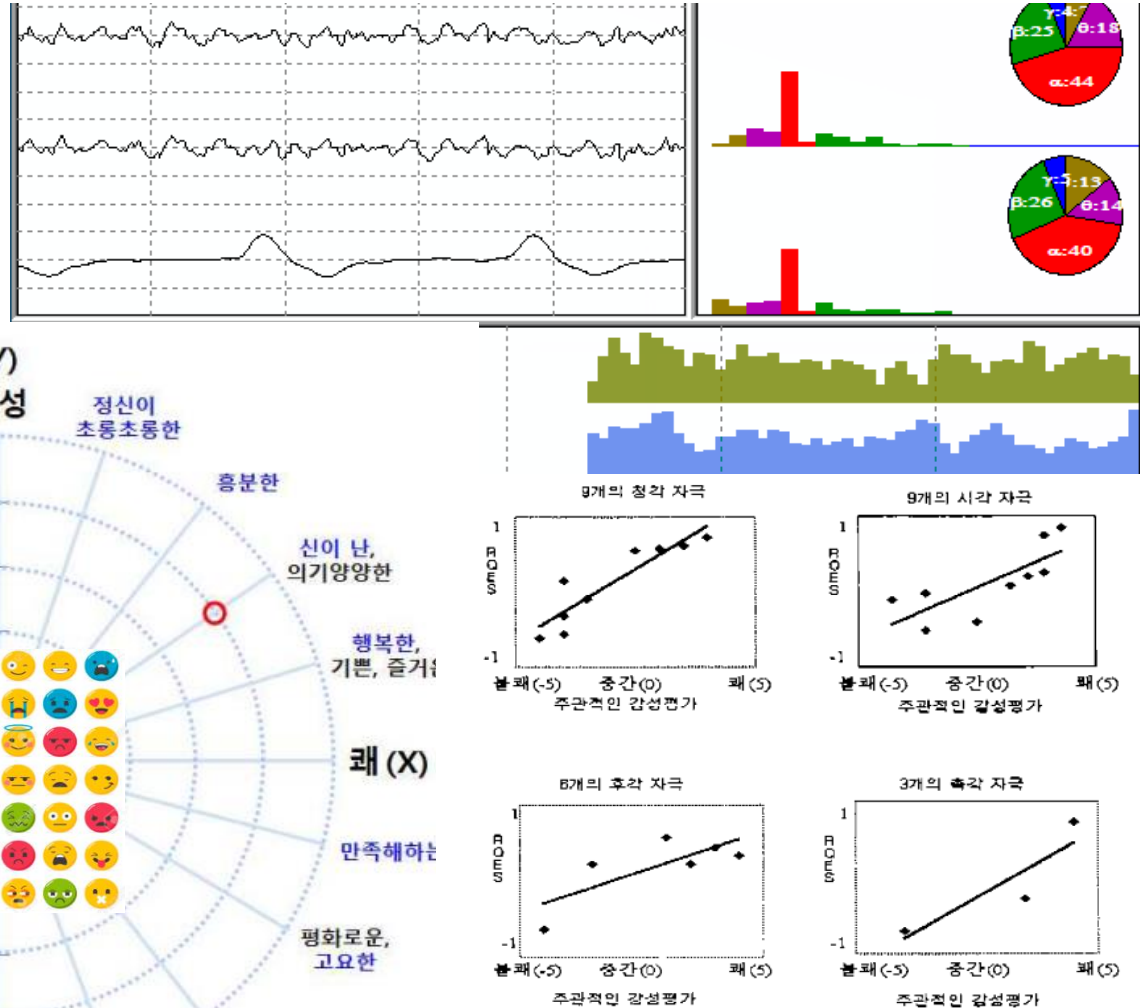 γ:4:
β:25
θ:18
α:44
γ:5
:13
β:26
θ:14
α:40
)
성
정신이
초롱초롱한
흥분한
신이 난,
의기양양한
행복한,
기쁜, 즐거운
쾌 (X)
만족해하는
평화로운,
고요한
9개의 청각 자극
1
A
Q
E
S
-1
불쾌(-5) 중간(0) 쾌(5)
주관적인 감성평가
9개의 시각 자극
1
A
Q
E
S
-1
불쾌(-5) 중간(0) 쾌(5)
주관적인 감성평가
6개의 후각 자극
1
A
Q
E
S
-1
불쾌(-5) 중간(0) 쾌(5)
주관적인 감성평가
3개의 촉각 자극
1
A
Q
E
S
-1
불쾌(-5) 중간(0) 쾌(5)
주관적인 감성평가